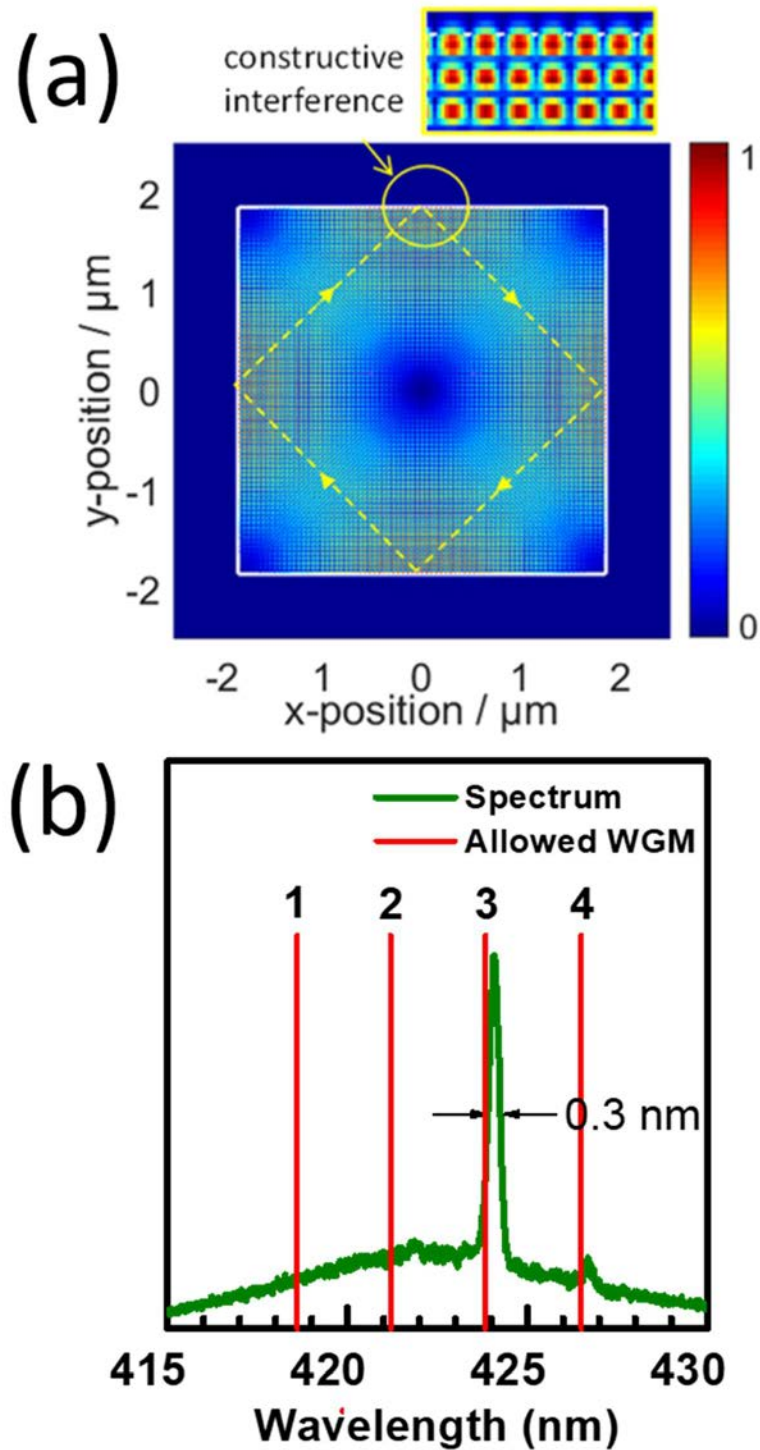 (a)
constructive
interference
1
2
1
0
-1
-2
0
-2 1 0 1 2
x-position / µm
y-position / µm
(b)
Spectrum
Allowed WGM
1 2 3 4
0.3 nm
415 420 425 430
Wavelength (nm)